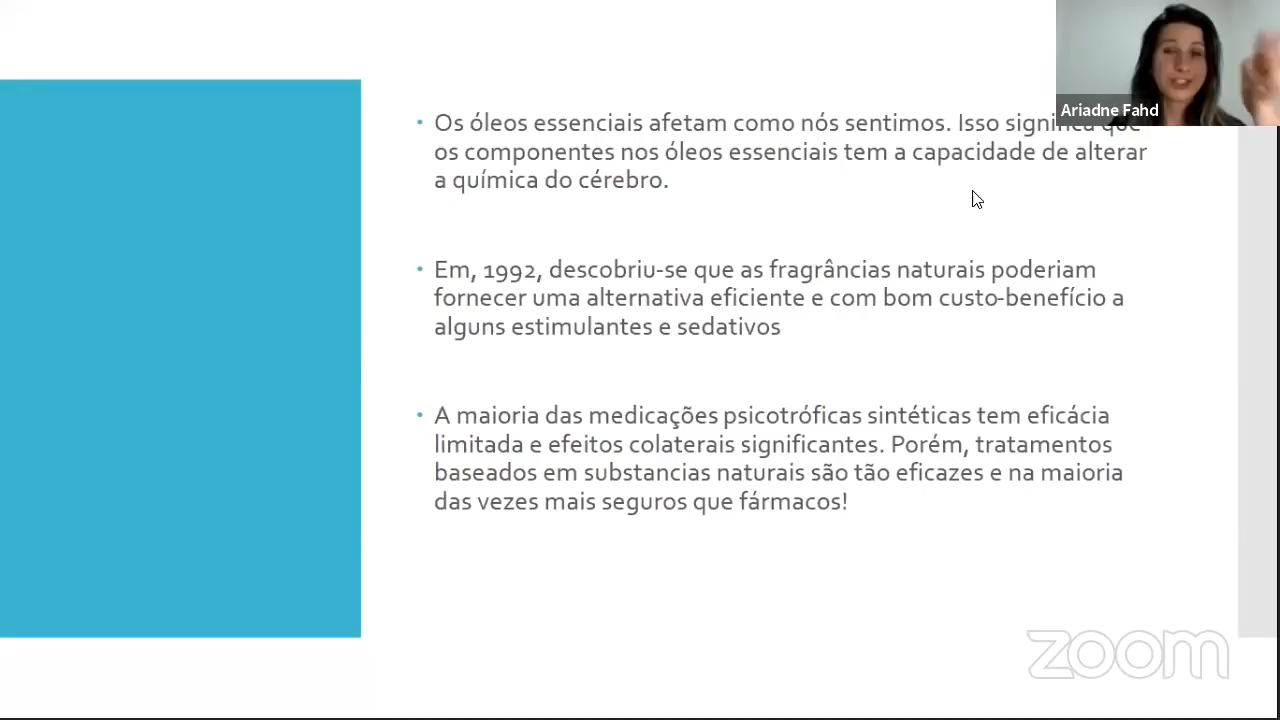 Ariadne Fahd
Os óleos essenciais afetam como nós sentimos. Isso significa que
os componentes nos óleos essenciais tem a capacidade de alterar
a química do cérebro.
Em, 1992, descobriu-se que as fragrâncias naturais poderiam
fornecer uma alternativa eficiente e com bom custo-benefício a
alguns estimulantes e sedativos
A maioria das medicações psicotróficas sintéticas tem eficácia
limitada e efeitos colaterais significantes. Porém, tratamentos
baseados em substancias naturais são tão eficazes e na maioria
das vezes mais seguros que fármacos!
zoom